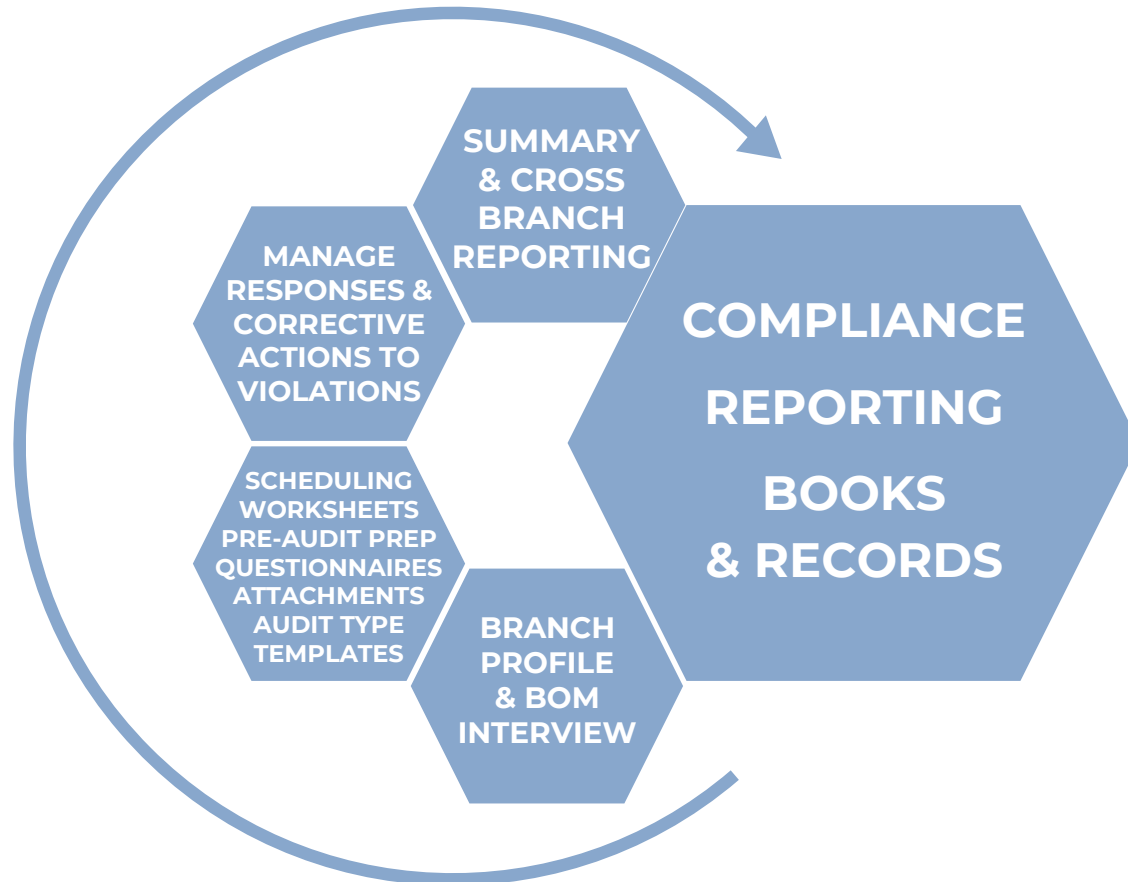 SUMMARY
& CROSS
BRANCH
REPORTING
MANAGE
RESPONSES &
CORRECTIVE
ACTIONS TO
VIOLATIONS
COMPLIANCE
REPORTING
BOOKS
& RECORDS
SCHEDULING
WORKSHEETS
PRE-AUDIT PREP
QUESTIONNAIRES
ATTACHMENTS
AUDIT TYPE
TEMPLATES
BRANCH
PROFILE
& BOM
INTERVIEW